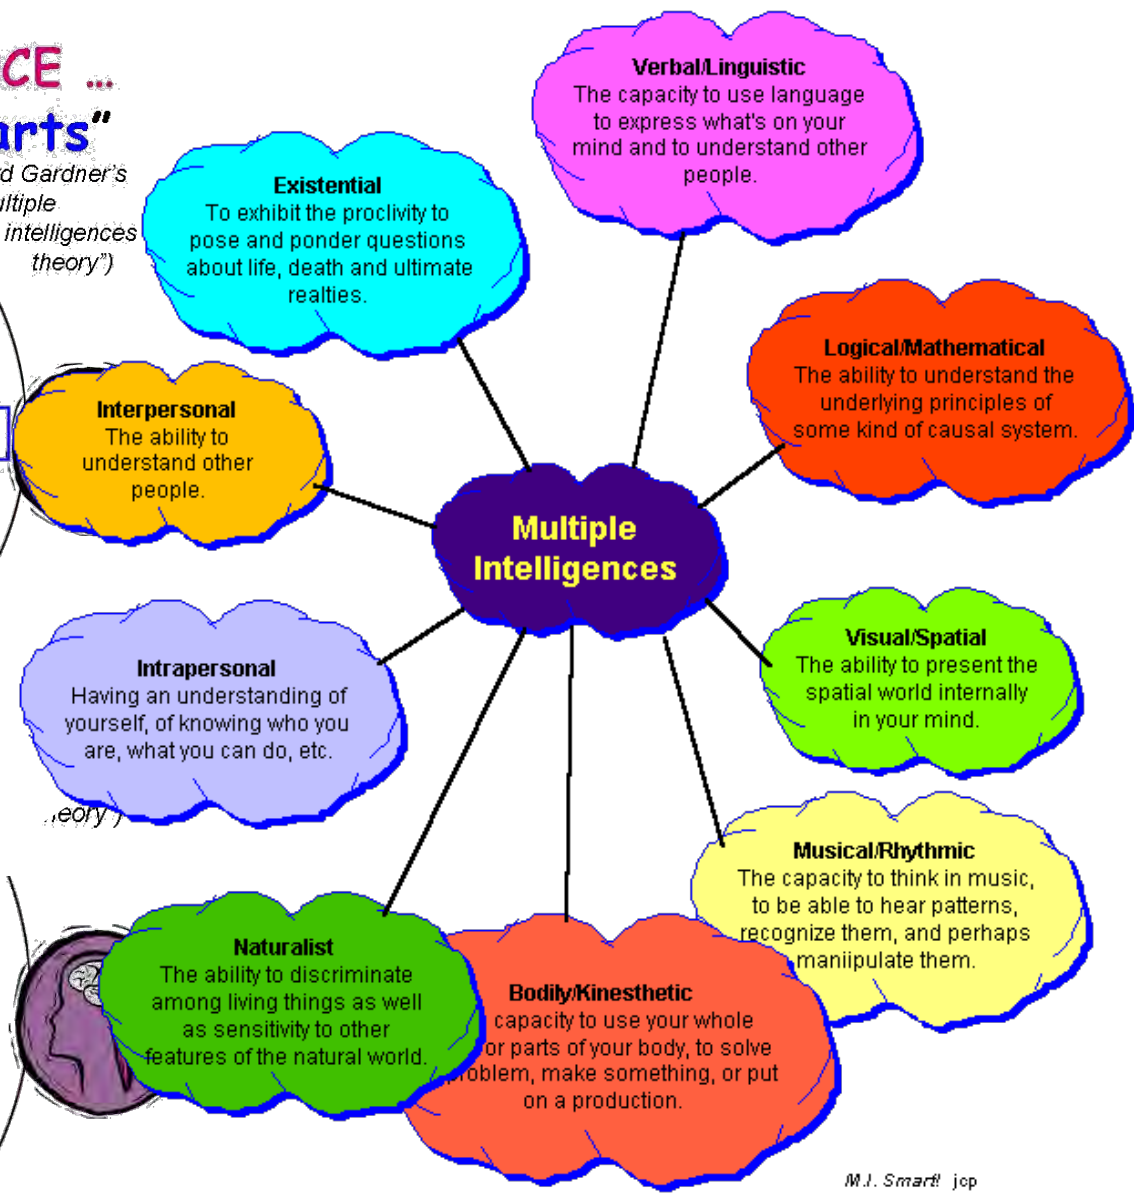 CE ...
arts"
d Gardner's
ultiple
intelligences
theory")
Verbal/Linguistic
The capacity to use language
to express what's on your
mind and to understand other
people.
Existential
To exhibit the proclivity to
pose and ponder questions
about life, death and ultimate
realties.
Logical/Mathematical
The ability to understand the
underlying principles of
some kind of causal system.
Interpersonal
The ability to
understand other
people.
Multiple
Intelligences
Visual/Spatial
The ability to present the
spatial world internally
in your mind.
Intrapersonal
Having an understanding of
yourself, of knowing who you
are, what you can do, etc.
eory")
Musical/Rhythmic
The capacity to think in music,
to be able to hear patterns,
recognize them, and perhaps
maniipulate them.
Naturalist
The ability to discriminate
among living things as well
as sensitivity to other
features of the natural world.
Bodily/Kinesthetic
capacity to use your whole
or parts of your body, to solve
roblem, make something, or put
on a production.
M.I. Smart! jcp